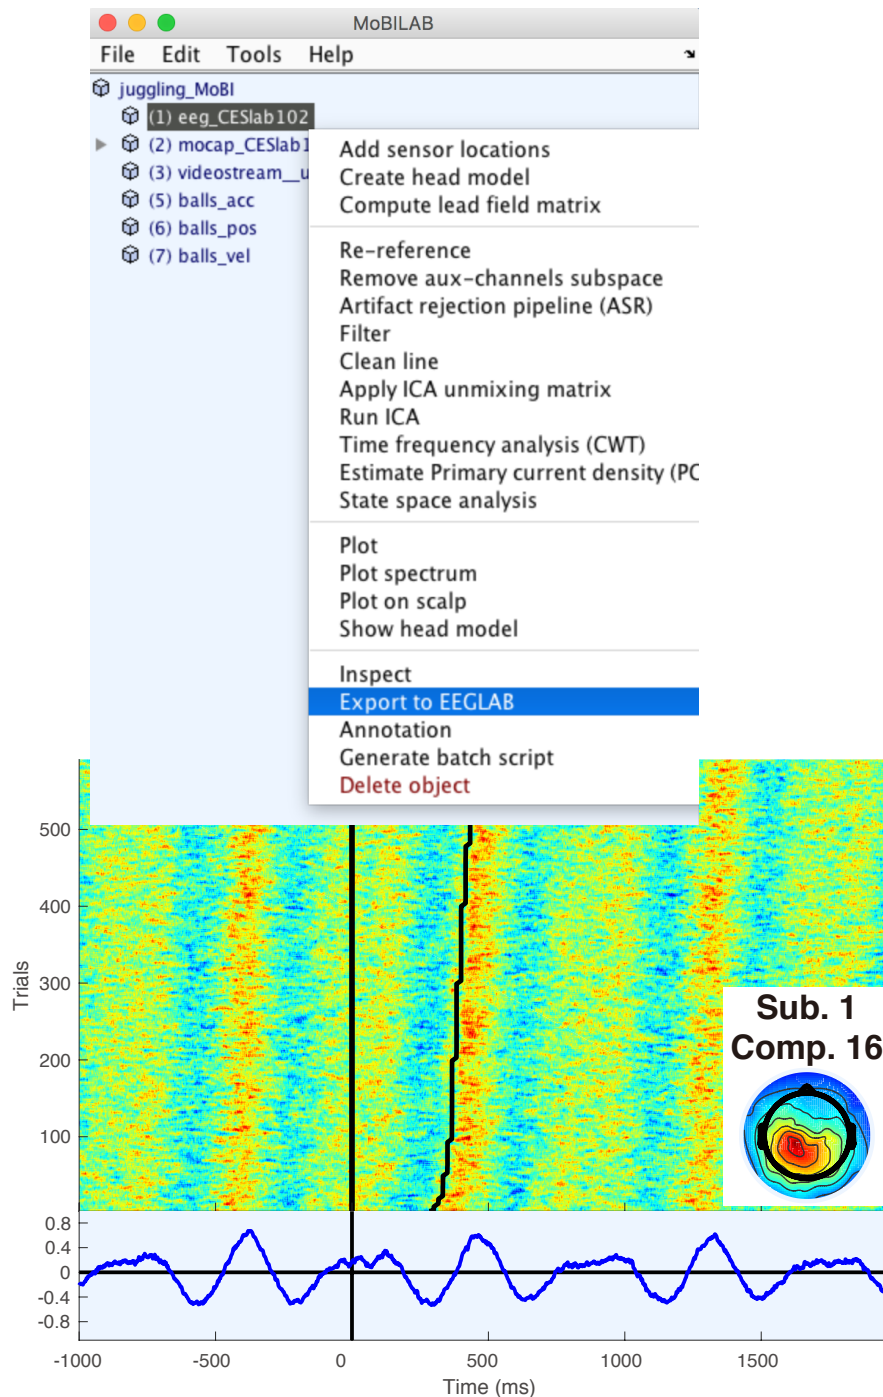 MoBILAB
File Edit Tools Help
juggling_MoBI
(1) eeg_CESlab102
(2) mocap_CESlab1
(3) videostream__u
(5) balls_acc
(6) balls_pos
(7) balls_vel
Add sensor locations
Create head model
Compute lead field matrix
Re-reference
Remove aux-channels subspace
Artifact rejection pipeline (ASR)
Filter
Clean line
Apply ICA unmixing matrix
Run ICA
Time frequency analysis (CWT)
Estimate Primary current density (PC
State space analysis
Plot
Plot spectrum
Plot on scalp
Show head model
Inspect
Export to EEGLAB
Annotation
Generate batch script
Delete object
500
400
300
200
100
Trials
Sub. 1
Comp. 16
0.8
0.4
0
-0.4
-0.8
-1000 -500 0 500 1000 1500
Time (ms)